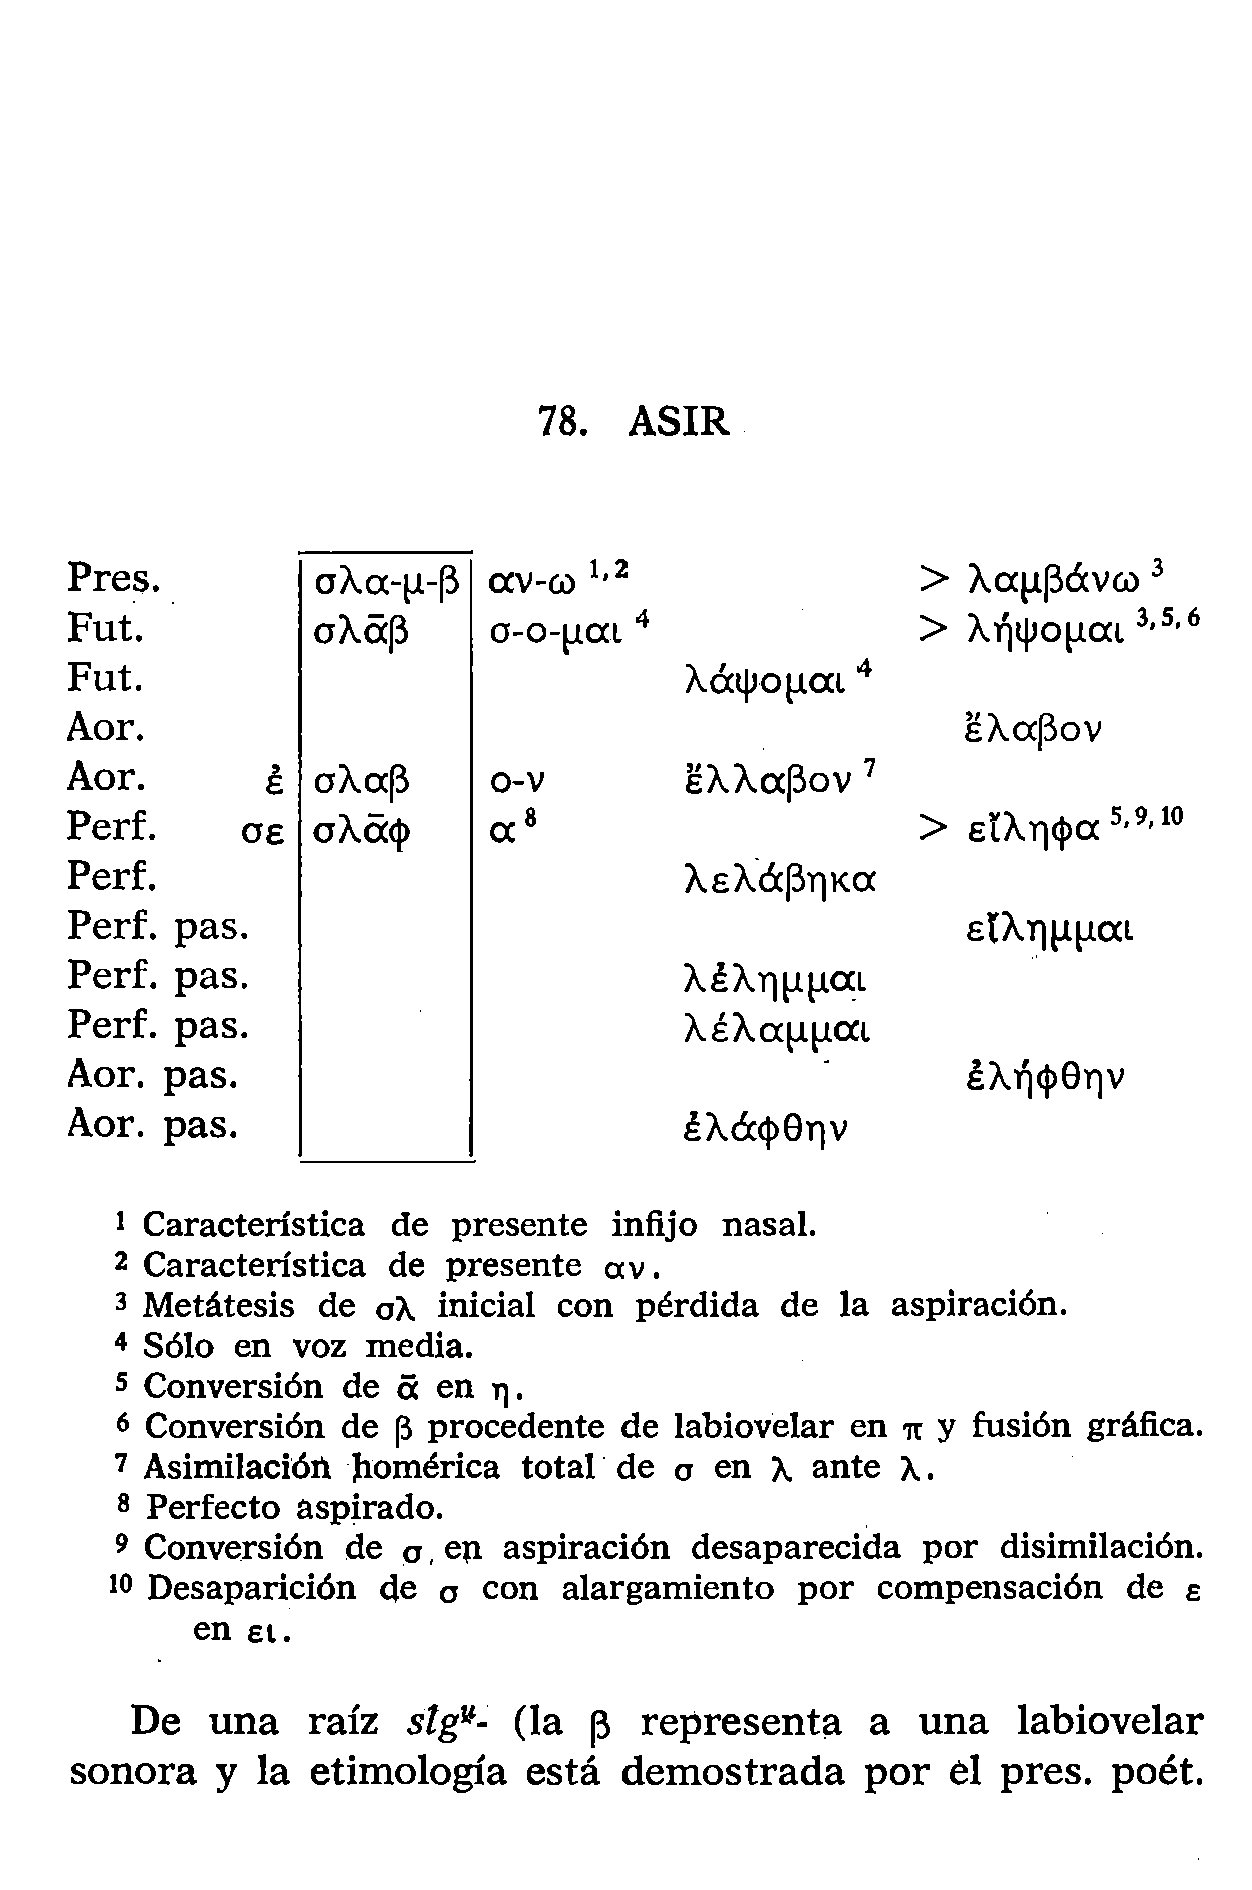 78. ASIR
Pres. σλα-μ-β αν-ω 1,2 > λαμβάνω 3
Fut. σλᾱβ σ-ο-μαι 4 > λήψομαι 3,5,6
Fut. λάψομαι 4
Aor. ἔλαβον
Aor. ἐ σλαβ ο-ν ἔλλαβον 7
Perf. σε σλᾱφ α 8 > εἴληφα 5,9,10
Perf. λελάβηκα
Perf. pas. εἴλημμαι
Perf. pas. λέλημμαι
Perf. pas. λέλαμμαι
Aor. pas. ἐλήφθην
Aor. pas. ἐλάφθην
1 Característica de presente infijo nasal.
2 Característica de presente αν.
3 Metátesis de σλ inicial con pérdida de la aspiración.
4 Sólo en voz media.
5 Conversión de ᾱ en η.
6 Conversión de β procedente de labiovelar en π y fusión gráfica.
7 Asimilación homérica total de σ en λ ante λ.
8 Perfecto aspirado.
9 Conversión de σ en aspiración desaparecida por disimilación.
10 Desaparición de σ con alargamiento por compensación de ε
en ει.
De una raíz slgᵘ̯- (la β representa a una labiovelar
sonora y la etimología está demostrada por el pres. poét.